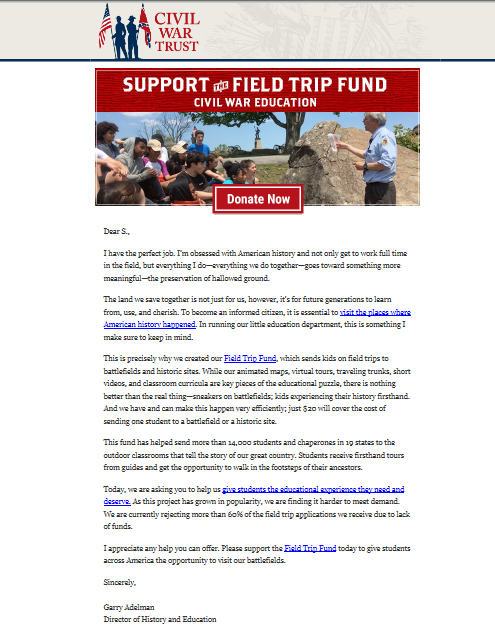 CIVIL
WAR
TRUST
SUPPORT THE FIELD TRIP FUND
CIVIL WAR EDUCATION
Donate Now
Dear S.,
I have the perfect job. I'm obsessed with American history and not only get to work full time
in the field, but everything I do—everything we do together—goes toward something more
meaningful—the preservation of hallowed ground.
The land we save together is not just for us, however, it's for future generations to learn
from, use, and cherish. To become an informed citizen, it is essential to visit the places where
American history happened. In running our little education department, this is something I
make sure to keep in mind.
This is precisely why we created our Field Trip Fund, which sends kids on field trips to
battlefields and historic sites. While our animated maps, virtual tours, traveling trunks, short
videos, and classroom curricula are key pieces of the educational puzzle, there is nothing
better than the real thing—sneakers on battlefields; kids experiencing their history firsthand.
And we have and can make this happen very efficiently; just $20 will cover the cost of
sending one student to a battlefield or a historic site.
This fund has helped send more than 14,000 students and chaperones in 19 states to the
outdoor classrooms that tell the story of our great country. Students receive firsthand tours
from guides and get the opportunity to walk in the footsteps of their ancestors.
Today, we are asking you to help us give students the educational experience they need and
deserve. As this project has grown in popularity, we are finding it harder to meet demand.
We are currently rejecting more than 60% of the field trip applications we receive due to lack
of funds.
I appreciate any help you can offer. Please support the Field Trip Fund today to give students
across America the opportunity to visit our battlefields.
Sincerely,
Garry Adelman
Director of History and Education